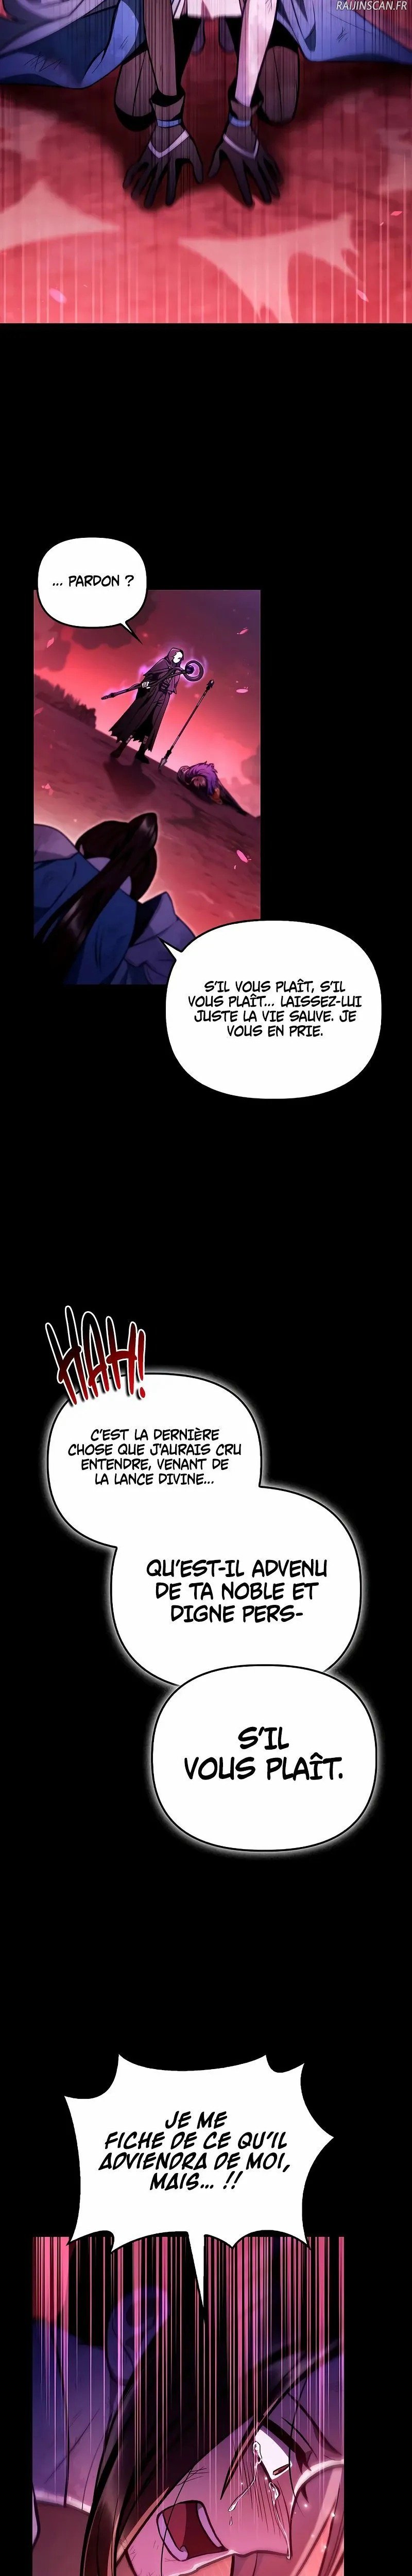 RAIJINSCAN.FR
... PARDON ?
S'IL VOUS PLAÎT, S'IL
VOUS PLAÎT... LAISSEZ-LUI
JUSTE LA VIE SAUVE. JE
VOUS EN PRIE.
HAH!
C'EST LA DERNIÈRE
CHOSE QUE J'AURAIS CRU
ENTENDRE, VENANT DE
LA LANCE DIVINE...
QU'EST-IL ADVENU
DE TA NOBLE ET
DIGNE PERS-
S'IL
VOUS PLAÎT.
JE ME
FICHE DE CE QU'IL
ADVIENDRA DE MOI,
MAIS... !!